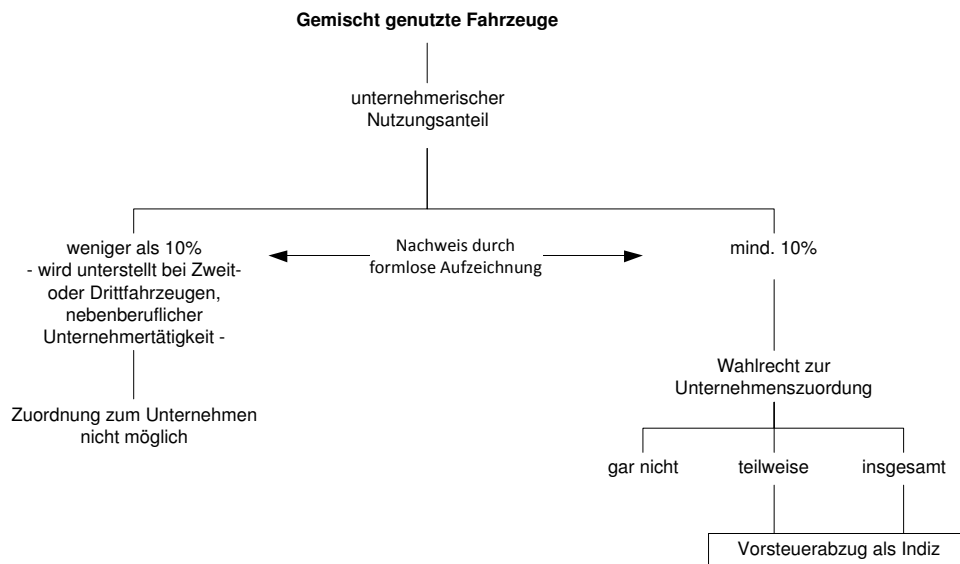 Gemischt genutzte Fahrzeuge
unternehmerischer
Nutzungsanteil
weniger als 10%
- wird unterstellt bei Zweit-
oder Drittfahrzeugen,
nebenberuflicher
Unternehmertätigkeit -
Nachweis durch
formlose Aufzeichnung
mind. 10%
Zuordnung zum Unternehmen
nicht möglich
Wahlrecht zur
Unternehmenszuordung
gar nicht
teilweise
insgesamt
Vorsteuerabzug als Indiz